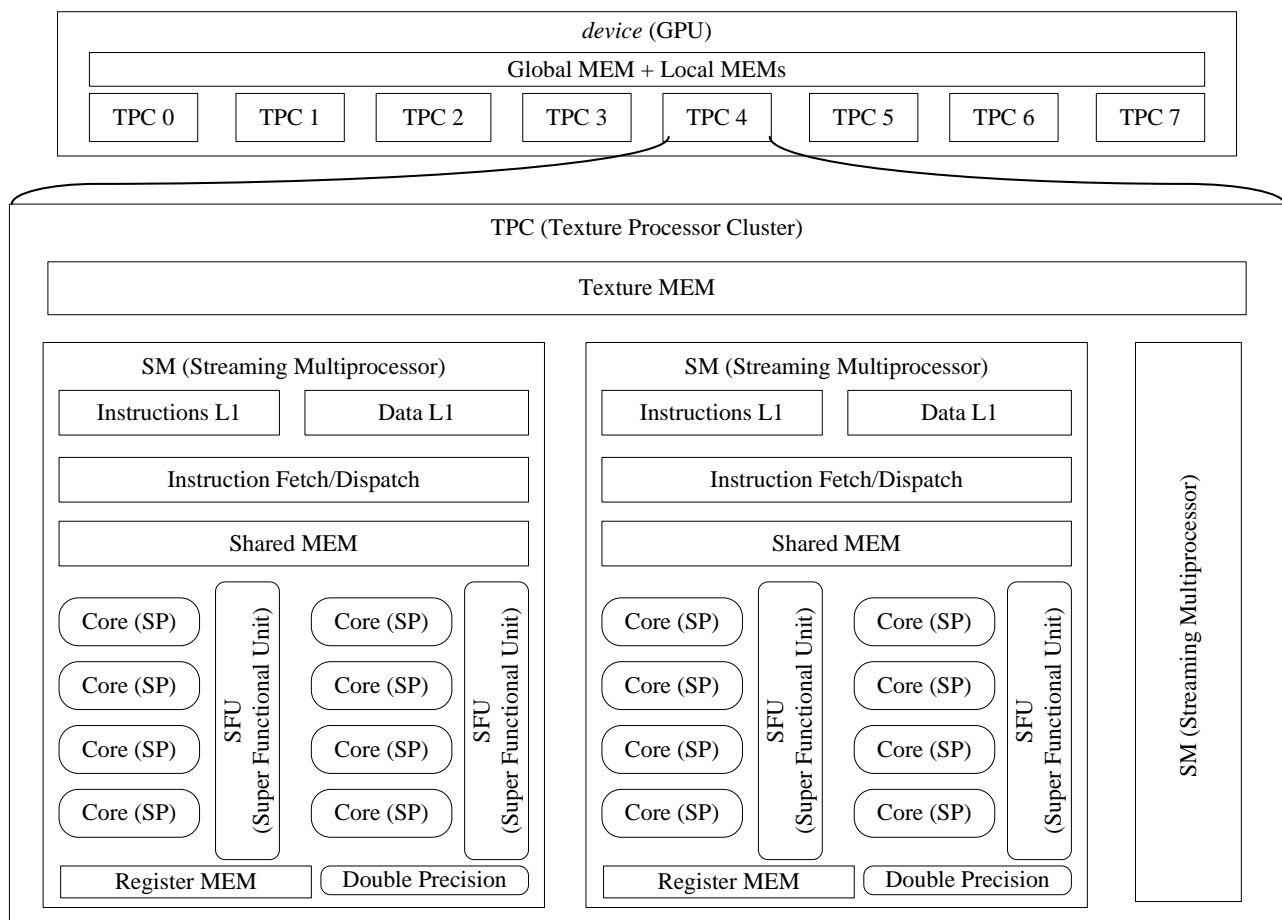 device (GPU)
Global MEM + Local MEMs
TPC 0
TPC 1
TPC 2
TPC 3
TPC 4
TPC 5
TPC 6
TPC 7
TPC (Texture Processor Cluster)
Texture MEM
SM (Streaming Multiprocessor)
Instructions L1
Data L1
Instruction Fetch/Dispatch
Shared MEM
Core (SP)
Core (SP)
Core (SP)
Core (SP)
SFU
(Super Functional Unit)
Core (SP)
Core (SP)
Core (SP)
Core (SP)
SFU
(Super Functional Unit)
Register MEM
Double Precision
SM (Streaming Multiprocessor)
Instructions L1
Data L1
Instruction Fetch/Dispatch
Shared MEM
Core (SP)
Core (SP)
Core (SP)
Core (SP)
SFU
(Super Functional Unit)
Core (SP)
Core (SP)
Core (SP)
Core (SP)
SFU
(Super Functional Unit)
Register MEM
Double Precision
SM (Streaming Multiprocessor)